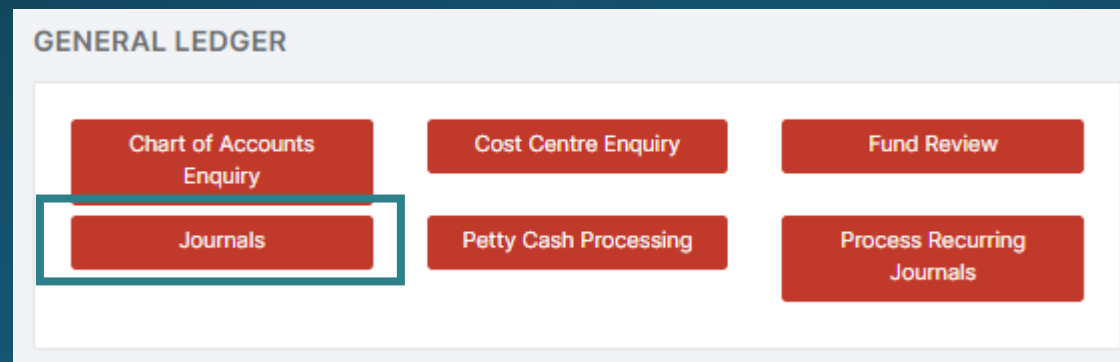 GENERAL LEDGER
Chart of Accounts
Enquiry
Cost Centre Enquiry
Fund Review
Journals
Petty Cash Processing
Process Recurring
Journals